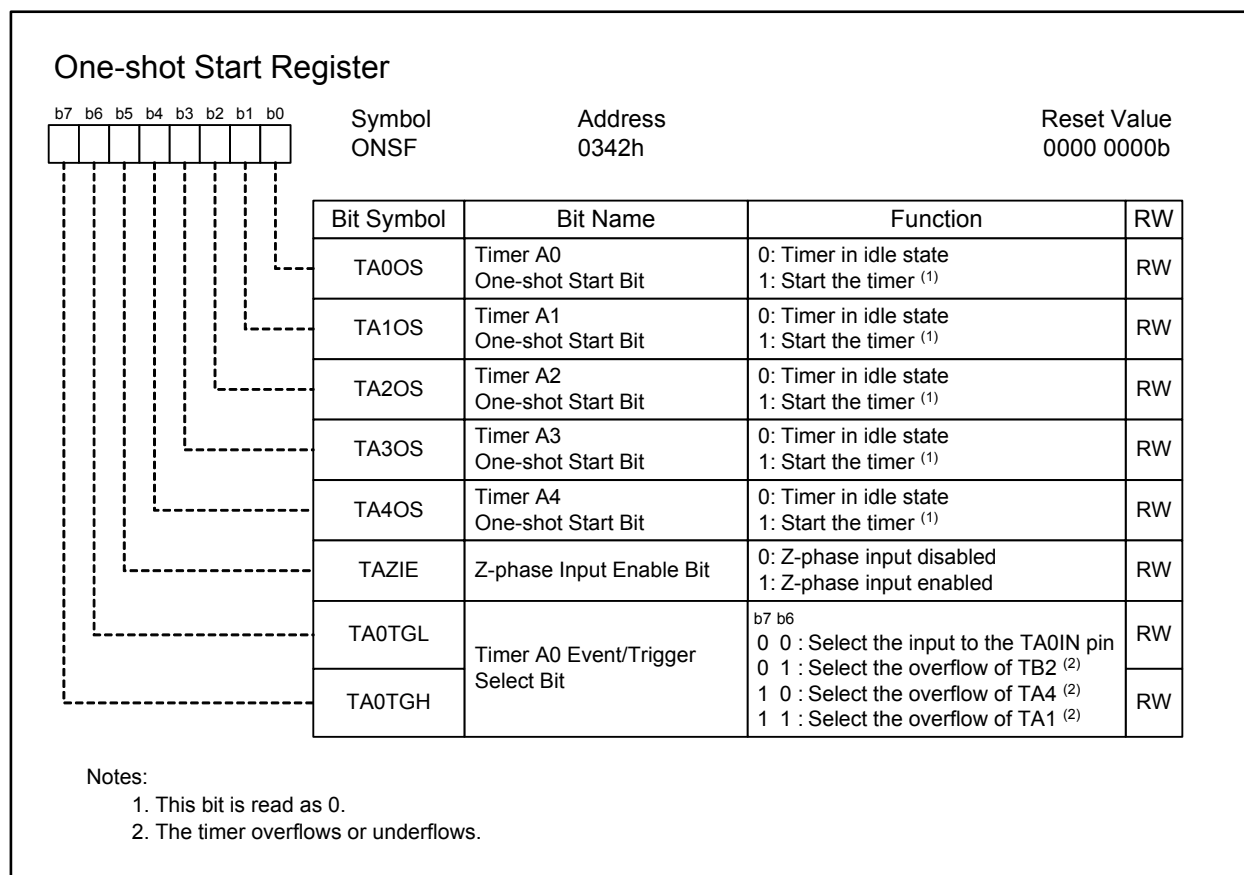 One-shot Start Register
b7 b6 b5 b4 b3 b2 b1 b0
Symbol Address Reset Value
ONSF 0342h 0000 0000b
Bit Symbol Bit Name Function RW
TA0OS Timer A0 One-shot Start Bit 0: Timer in idle state RW
1: Start the timer (1)
TA1OS Timer A1 One-shot Start Bit 0: Timer in idle state RW
1: Start the timer (1)
TA2OS Timer A2 One-shot Start Bit 0: Timer in idle state RW
1: Start the timer (1)
TA3OS Timer A3 One-shot Start Bit 0: Timer in idle state RW
1: Start the timer (1)
TA4OS Timer A4 One-shot Start Bit 0: Timer in idle state RW
1: Start the timer (1)
TAZIE Z-phase Input Enable Bit 0: Z-phase input disabled RW
1: Z-phase input enabled
TA0TGL Timer A0 Event/Trigger Select Bit b7 b6 RW
0 0 : Select the input to the TA0IN pin
0 1 : Select the overflow of TB2 (2)
TA0TGH 1 0 : Select the overflow of TA4 (2) RW
1 1 : Select the overflow of TA1 (2)
Notes:
1. This bit is read as 0.
2. The timer overflows or underflows.